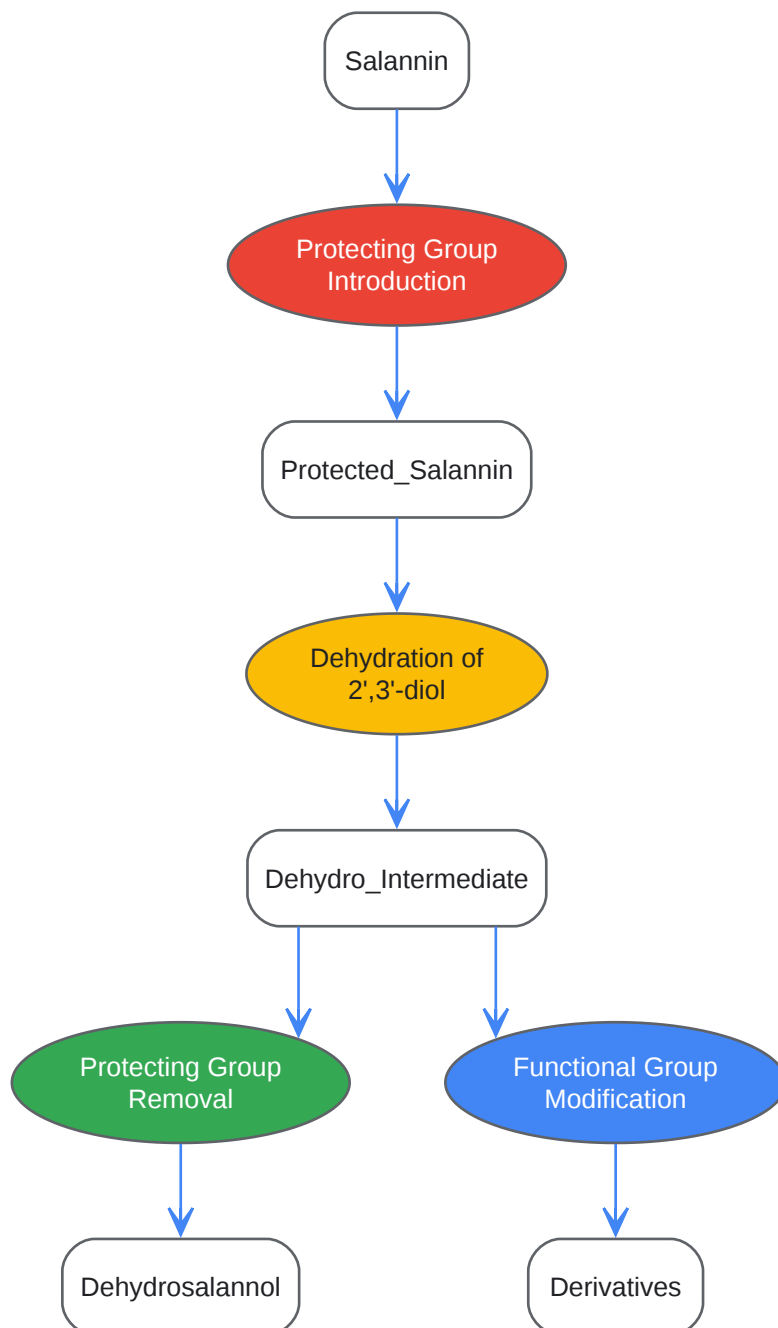 Salannin
Protecting Group
Introduction
Protected_Salannin
Dehydration of
2',3'-diol
Dehydro_Intermediate
Protecting Group
Removal
Functional Group
Modification
Dehydrosalannol
Derivatives